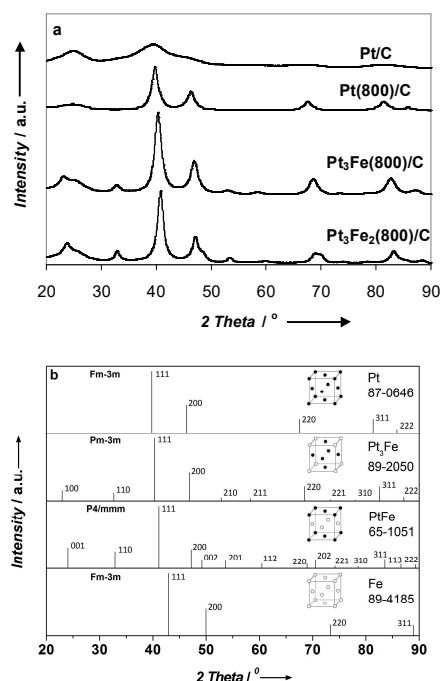 a
Pt/C
Pt(800)/C
Pt₃Fe(800)/C
Pt₃Fe₂(800)/C
Intensity / a.u.
20 30 40 50 60 70 80 90
2 Theta / °
b
Fm-3m
111
200
220
311
222
Pt
87-0646
Pm-3m
100
110
111
200
210
211
220
221
310
311
222
Pt₃Fe
89-2050
P4/mmm
001
110
111
200
002
201
112
220
202
221
310
311
113
222
PtFe
65-1051
Fm-3m
111
200
220
311
Fe
89-4185
Intensity / a.u.
20 30 40 50 60 70 80 90
2 Theta / °